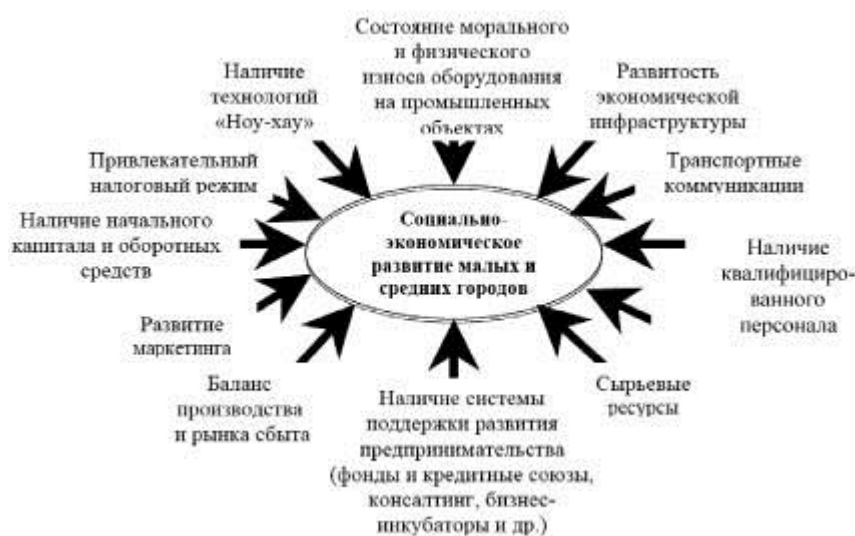 Состояние морального
и физического
износа оборудования
на промышленных
объектах
Наличие
технологий
«Ноу-хау»
Развитость
экономической
инфраструктуры
Привлекательный
налоговый режим
Транспортные
коммуникации
Наличие начального
капитала и оборотных
средств
Социально-
экономическое
развитие малых и
средних городов
Наличие
квалифициро-
ванного
персонала
Развитие
маркетинга
Баланс
производства
и рынка сбыта
Наличие системы
поддержки развития
предпринимательства
(фонды и кредитные союзы,
консалтинг, бизнес-
инкубаторы и др.)
Сырьевые
ресурсы